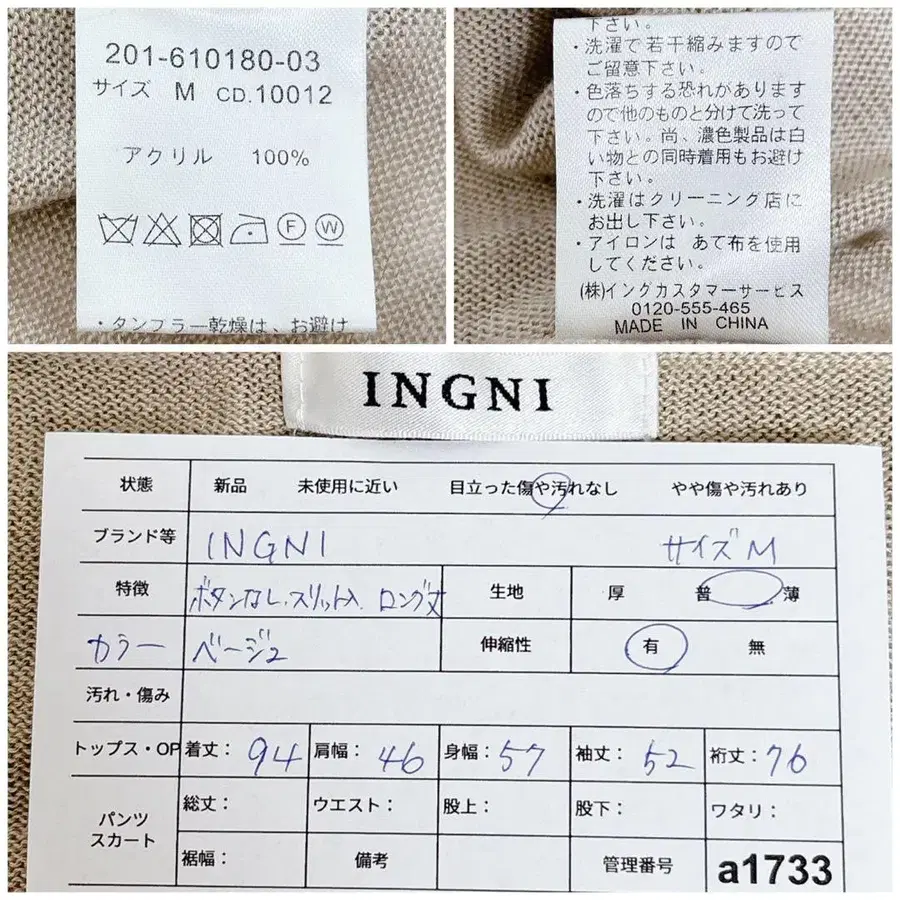 201-610180-03
サイズ M CD.10012
アクリル 100%
F W
・タンブラー乾燥は、お避け
下さい。
・洗濯で若干縮みますので
ご留意下さい。
・色落ちする恐れがあります
ので他のものと分けて洗って
下さい。尚、濃色製品は白
い物との同時着用もお避け
下さい。
・洗濯はクリーニング店に
お出し下さい。
・アイロンは あて布を使用
してください。
(株)イングカスタマーサービス
0120-555-465
MADE IN CHINA
INGNI
状態 新品 未使用に近い 目立った傷や汚れなし やや傷や汚れあり
ブランド等 INGNI サイズM
特徴 ボタンなし、スリット入、ロング丈 生地 厚 普 薄
カラー ベージュ 伸縮性 有 無
汚れ・傷み
トップス・OP 着丈：94 肩幅：46 身幅：57 袖丈：52 裄丈：76
パンツ
スカート
総丈： ウエスト： 股上： 股下： ワタリ：
裾幅： 備考 管理番号 a1733